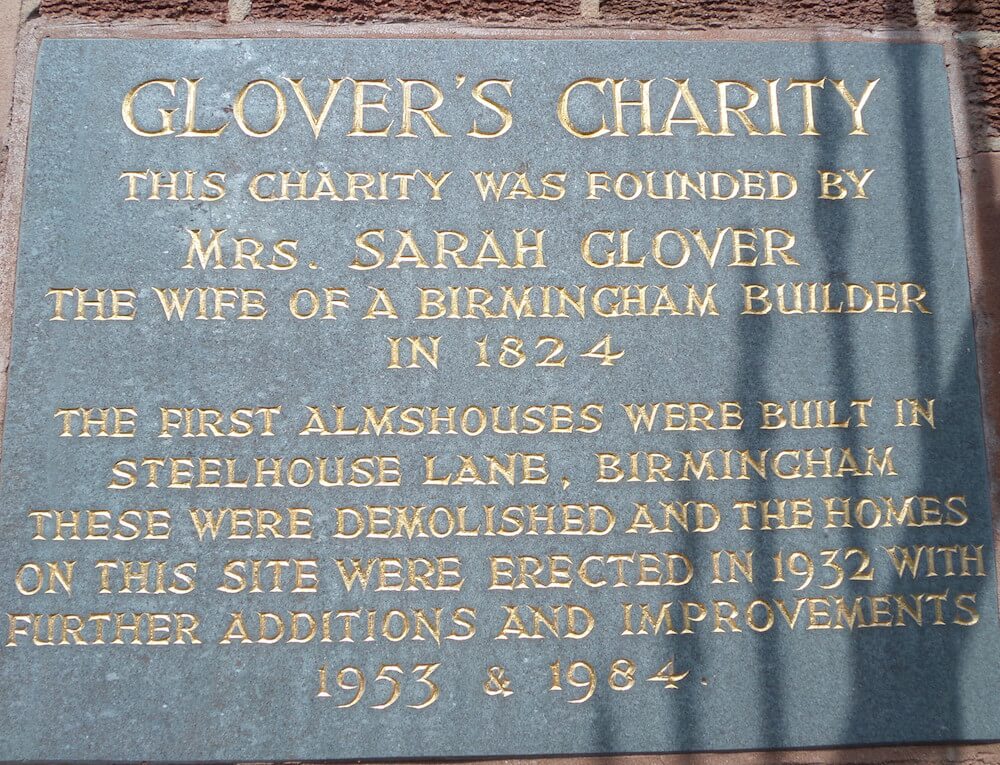 GLOVER'S CHARITY
THIS CHARITY WAS FOUNDED BY
MRS. SARAH GLOVER
THE WIFE OF A BIRMINGHAM BUILDER
IN 1824
THE FIRST ALMSHOUSES WERE BUILT IN
STEELHOUSE LANE, BIRMINGHAM
THESE WERE DEMOLISHED AND THE HOMES
ON THIS SITE WERE ERECTED IN 1932 WITH
FURTHER ADDITIONS AND IMPROVEMENTS
1953 & 1984.